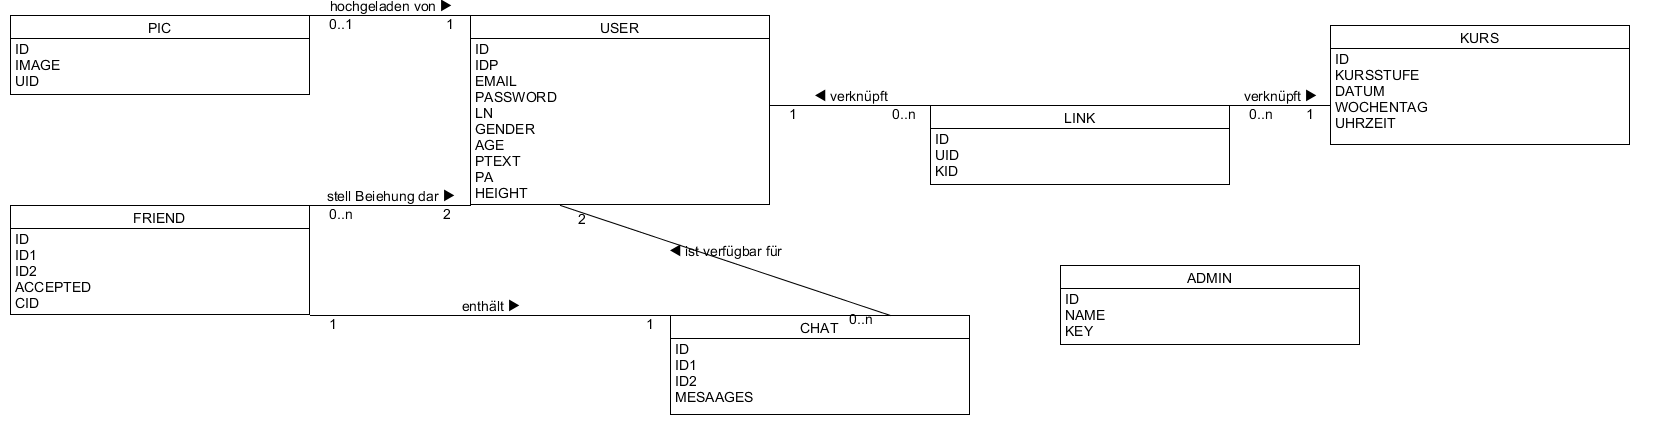 hochgeladen von ▶
0..1
1
PIC
ID
IMAGE
UID
USER
ID
IDP
EMAIL
PASSWORD
LN
GENDER
AGE
PTEXT
PA
HEIGHT
◀ verknüpft
1
0..n
LINK
ID
UID
KID
verknüpft ▶
0..n
1
KURS
ID
KURSSTUFE
DATUM
WOCHENTAG
UHRZEIT
stell Beiehung dar ▶
0..n
2
FRIEND
ID
ID1
ID2
ACCEPTED
CID
2
◀ ist verfügbar für
0..n
enthält ▶
1
1
CHAT
ID
ID1
ID2
MESAAGES
ADMIN
ID
NAME
KEY